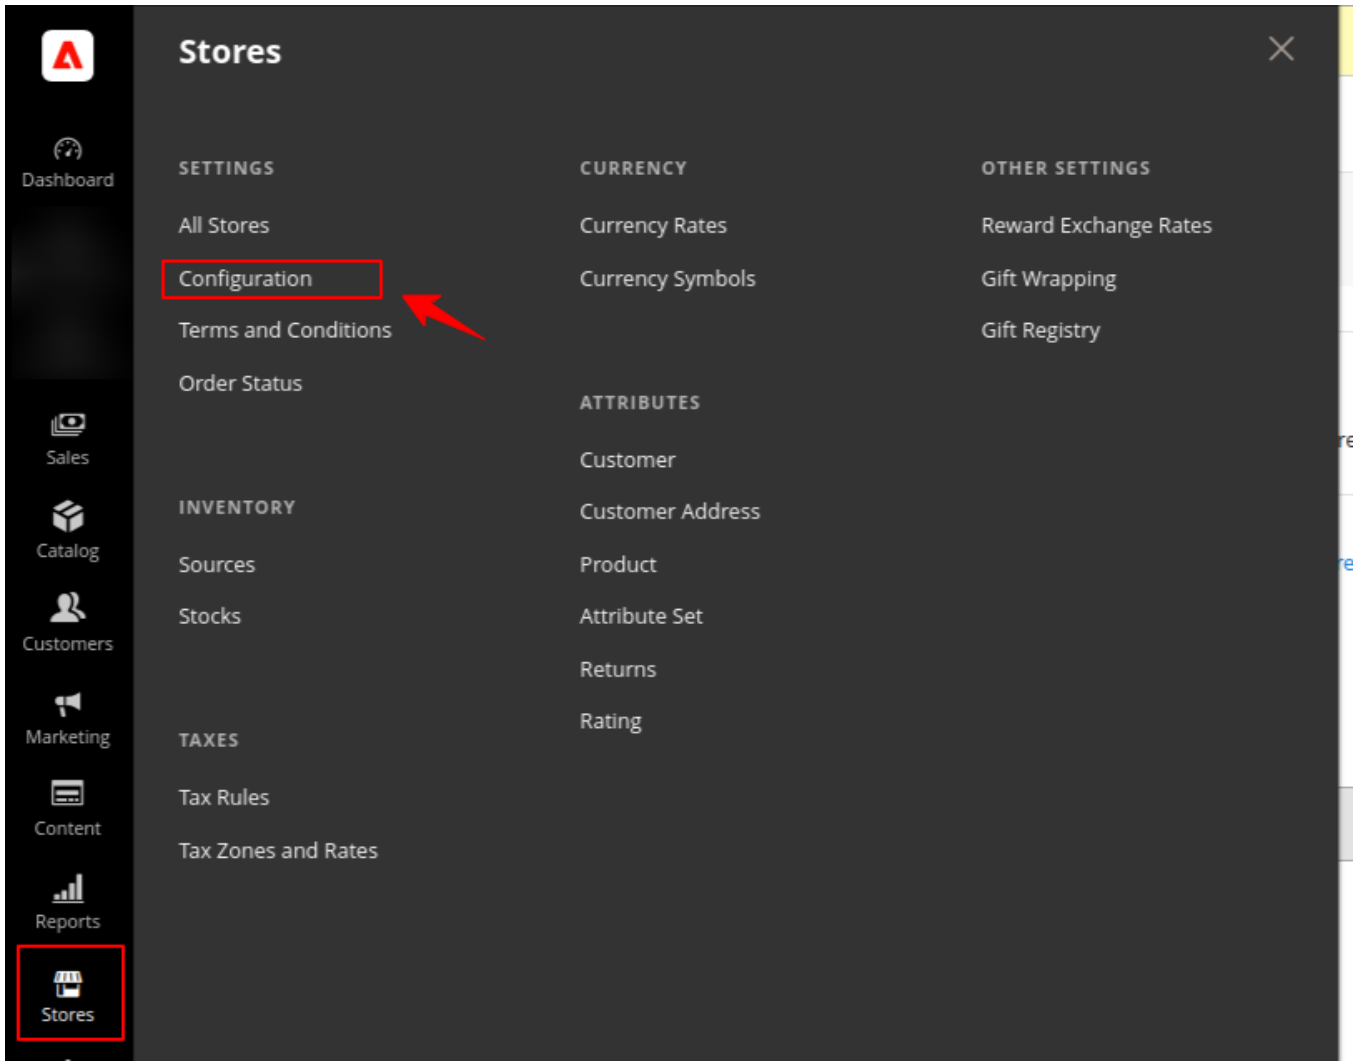 Stores
Dashboard
Sales
Catalog
Customers
Marketing
Content
Reports
Stores
SETTINGS
All Stores
Configuration
Terms and Conditions
Order Status
INVENTORY
Sources
Stocks
TAXES
Tax Rules
Tax Zones and Rates
CURRENCY
Currency Rates
Currency Symbols
ATTRIBUTES
Customer
Customer Address
Product
Attribute Set
Returns
Rating
OTHER SETTINGS
Reward Exchange Rates
Gift Wrapping
Gift Registry
re
re